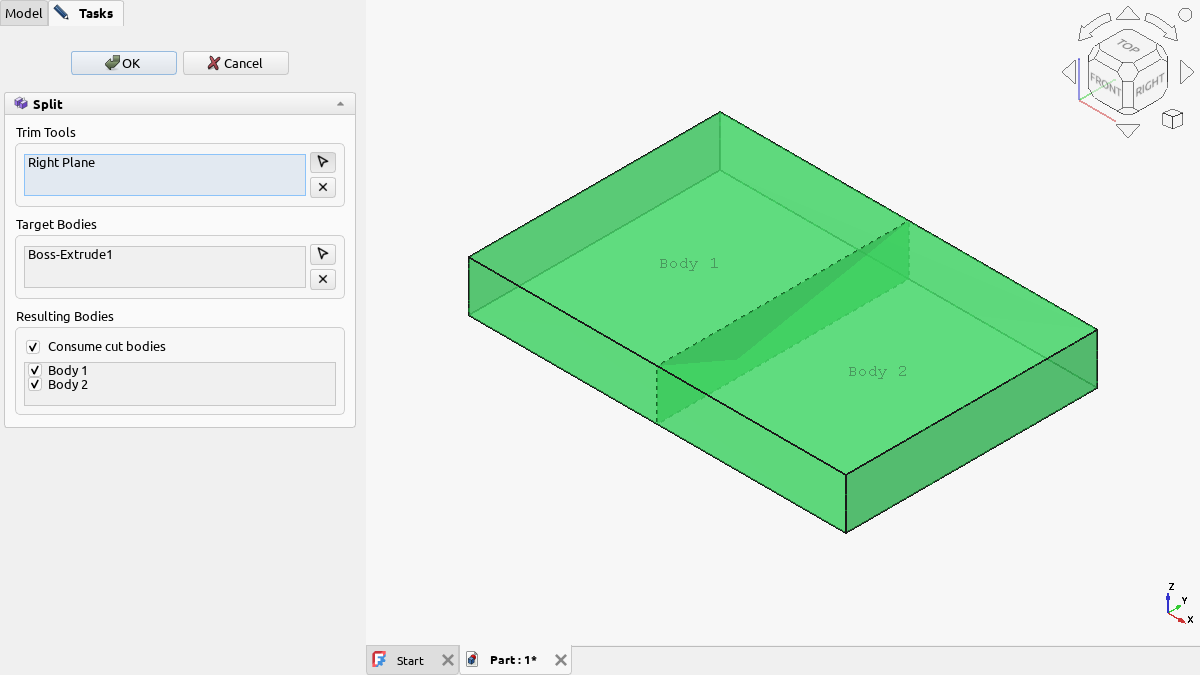 Model
Tasks
OK
Cancel
Split
Trim Tools
Right Plane
Target Bodies
Boss-Extrude1
Resulting Bodies
Consume cut bodies
Body 1
Body 2
Body 1
Body 2
TOP
FRONT
RIGHT
Z
Y
X
Start
Part : 1*